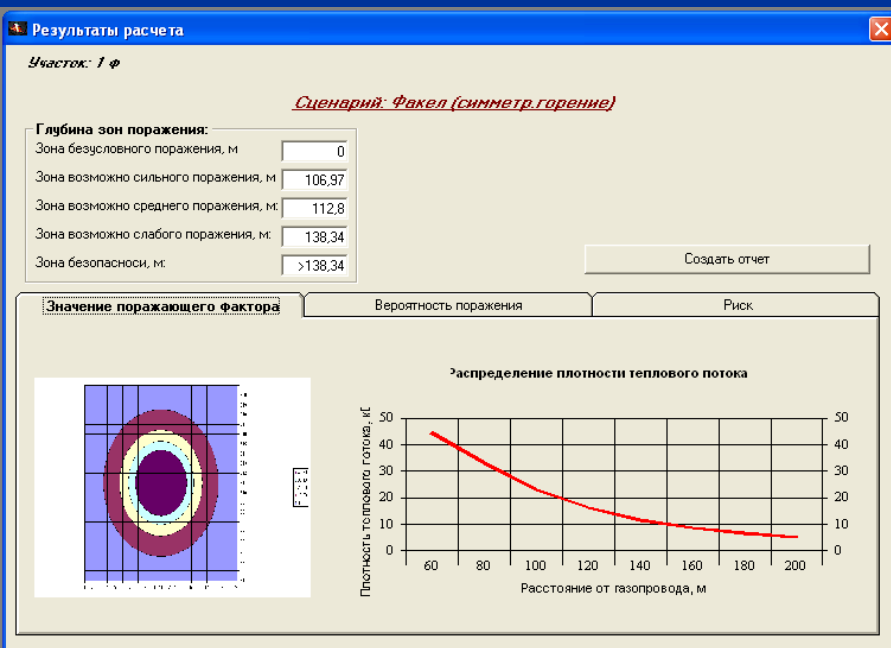 Результаты расчета
Участок: 1 ф
Сценарий: Факел (симметр.горение)
Глубина зон поражения:
Зона безусловного поражения, м 0
Зона возможно сильного поражения, м 106,97
Зона возможно среднего поражения, м: 112,8
Зона возможно слабого поражения, м: 138,34
Зона безопасноси, м: >138,34
Создать отчет
Значение поражающего фактора
Вероятность поражения
Риск
Распределение плотности теплового потока
Плотность теплового потока,
50 50
40 40
30 30
20 20
10 10
0 0
60 80 100 120 140 160 180 200
Расстояние от газопровода, м